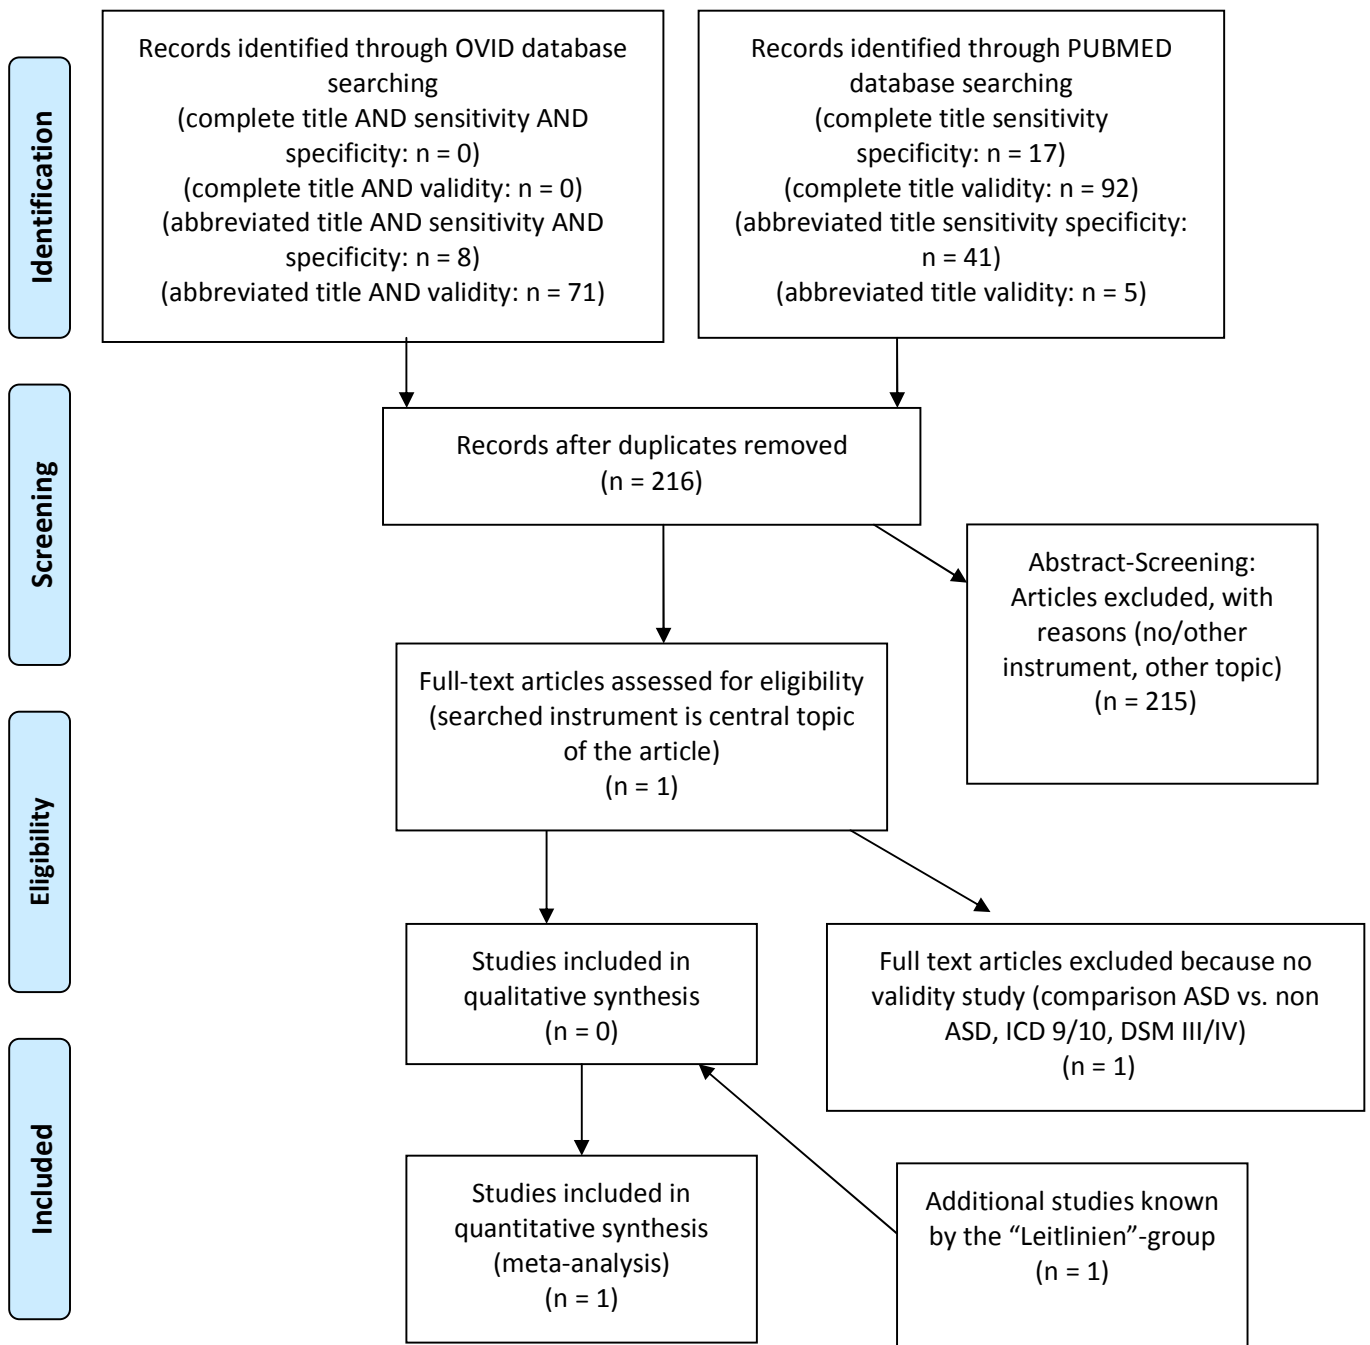 Identification
Records identified through OVID database
searching
(complete title AND sensitivity AND
specificity: n = 0)
(complete title AND validity: n = 0)
(abbreviated title AND sensitivity AND
specificity: n = 8)
(abbreviated title AND validity: n = 71)
Records identified through PUBMED
database searching
(complete title sensitivity
specificity: n = 17)
(complete title validity: n = 92)
(abbreviated title sensitivity specificity:
n = 41)
(abbreviated title validity: n = 5)
Screening
Records after duplicates removed
(n = 216)
Abstract-Screening:
Articles excluded, with
reasons (no/other
instrument, other topic)
(n = 215)
Full-text articles assessed for eligibility
(searched instrument is central topic
of the article)
(n = 1)
Eligibility
Studies included in
qualitative synthesis
(n = 0)
Full text articles excluded because no
validity study (comparison ASD vs. non
ASD, ICD 9/10, DSM III/IV)
(n = 1)
Included
Studies included in
quantitative synthesis
(meta-analysis)
(n = 1)
Additional studies known
by the “Leitlinien”-group
(n = 1)